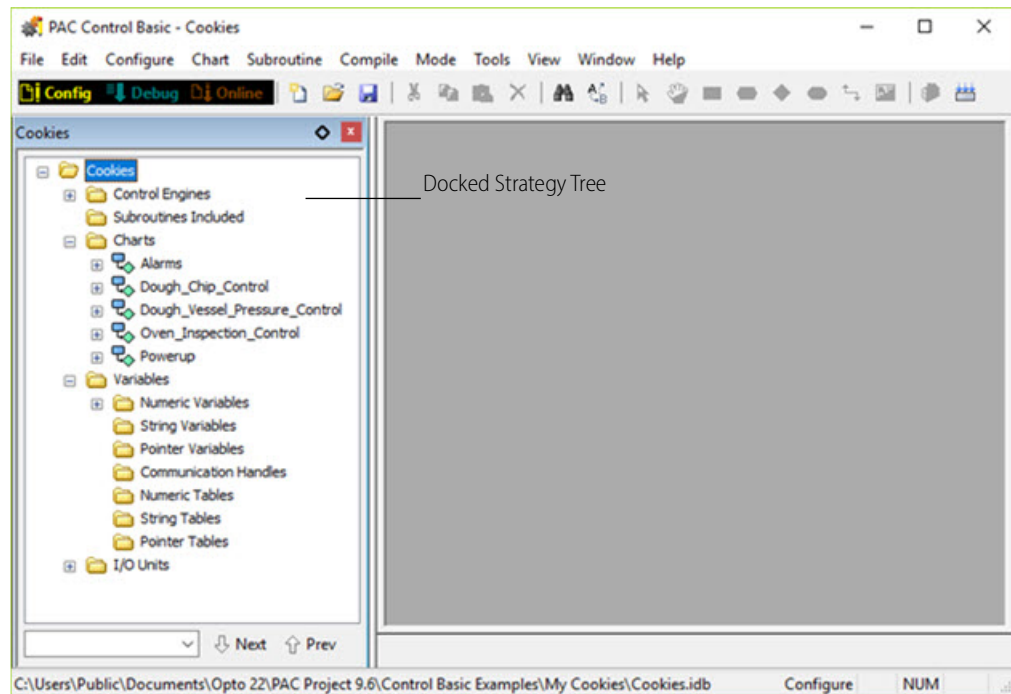 PAC Control Basic - Cookies
File Edit Configure Chart Subroutine Compile Mode Tools View Window Help
Config Debug Online
Cookies
Cookies
Control Engines
Docked Strategy Tree
Subroutines Included
Charts
Alarms
Dough_Chip_Control
Dough_Vessel_Pressure_Control
Oven_Inspection_Control
Powerup
Variables
Numeric Variables
String Variables
Pointer Variables
Communication Handles
Numeric Tables
String Tables
Pointer Tables
I/O Units
Next Prev
C:\Users\Public\Documents\Opto 22\PAC Project 9.6\Control Basic Examples\My Cookies\Cookies.idb Configure NUM